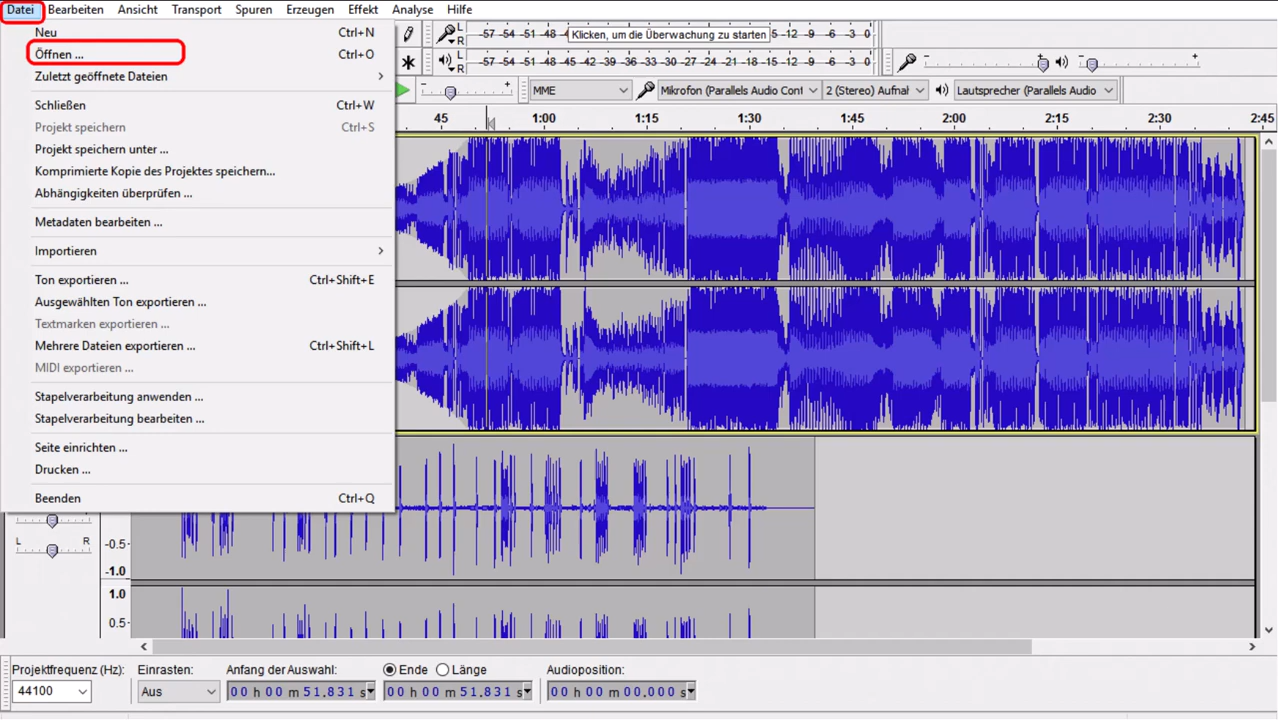 Datei Bearbeiten Ansicht Transport Spuren Erzeugen Effekt Analyse Hilfe
Neu Ctrl+N
Öffnen ... Ctrl+O
Zuletzt geöffnete Dateien
Schließen Ctrl+W
Projekt speichern Ctrl+S
Projekt speichern unter ...
Komprimierte Kopie des Projektes speichern...
Abhängigkeiten überprüfen ...
Metadaten bearbeiten ...
Importieren
Ton exportieren ... Ctrl+Shift+E
Ausgewählten Ton exportieren ...
Textmarken exportieren ...
Mehrere Dateien exportieren ... Ctrl+Shift+L
MIDI exportieren ...
Stapelverarbeitung anwenden ...
Stapelverarbeitung bearbeiten ...
Seite einrichten ...
Drucken ...
Beenden Ctrl+Q
L
R
-57 -54 -51 -48 Klicken, um die Überwachung zu starten -12 -9 -6 -3 0
L
R
-57 -54 -51 -48 -45 -42 -39 -36 -33 -30 -27 -24 -21 -18 -15 -12 -9 -6 -3 0
- + - +
- + MME Mikrofon (Parallels Audio Cont 2 (Stereo) Aufnah Lautsprecher (Parallels Audio
45 1:00 1:15 1:30 1:45 2:00 2:15 2:30 2:45
L R
-0.5
-1.0
1.0
0.5
Projektfrequenz (Hz): Einrasten: Anfang der Auswahl: Ende Länge Audioposition:
44100 Aus 00 h 00 m 51.831 s 00 h 00 m 51.831 s 00 h 00 m 00.000 s